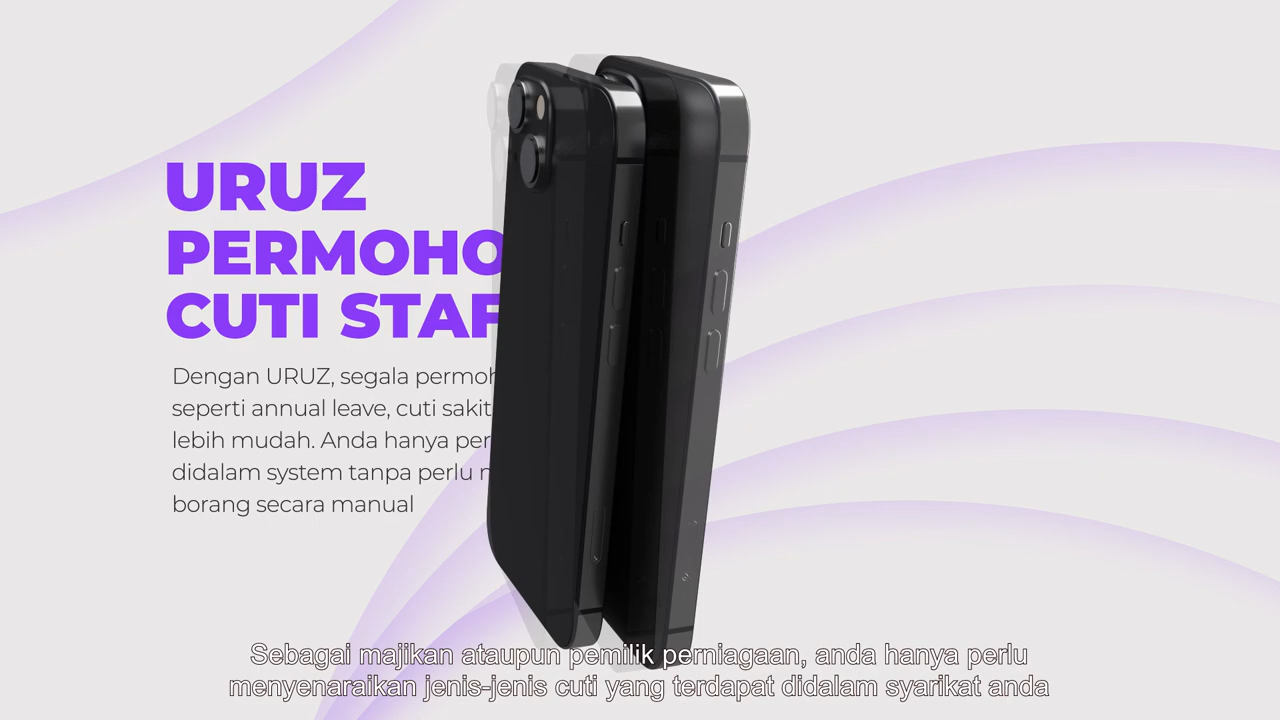 URUZ
PERMOHO
CUTI STAF
Dengan URUZ, segala permoh
seperti annual leave, cuti sakit
lebih mudah. Anda hanya per
didalam system tanpa perlu m
borang secara manual
Sebagai majikan ataupun pemilik perniagaan, anda hanya perlu
menyenaraikan jenis-jenis cuti yang terdapat didalam syarikat anda